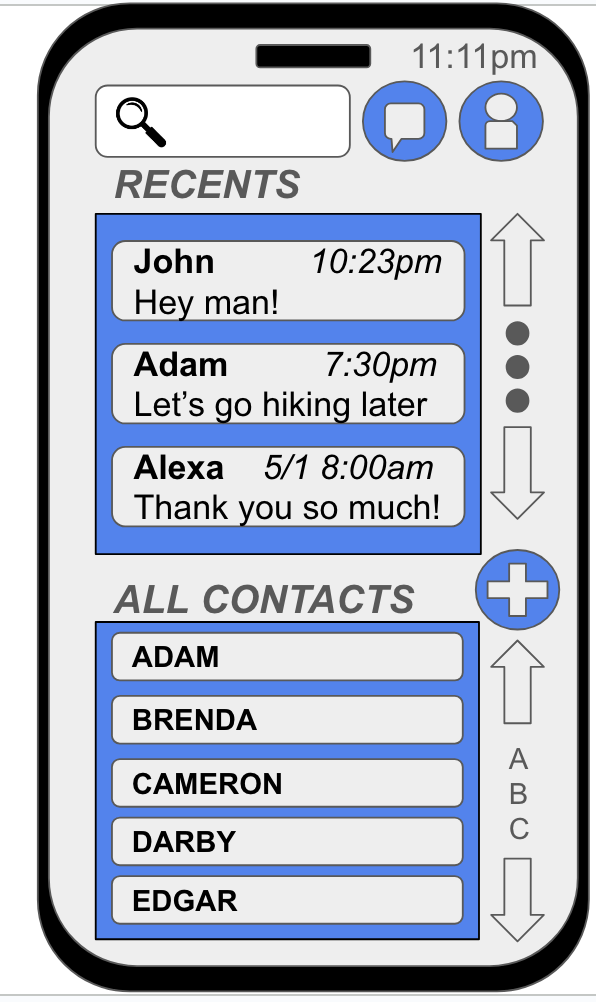 11:11pm
RECENTS
John 10:23pm
Hey man!
Adam 7:30pm
Let’s go hiking later
Alexa 5/1 8:00am
Thank you so much!
ALL CONTACTS
ADAM
BRENDA
CAMERON
DARBY
EDGAR
A
B
C